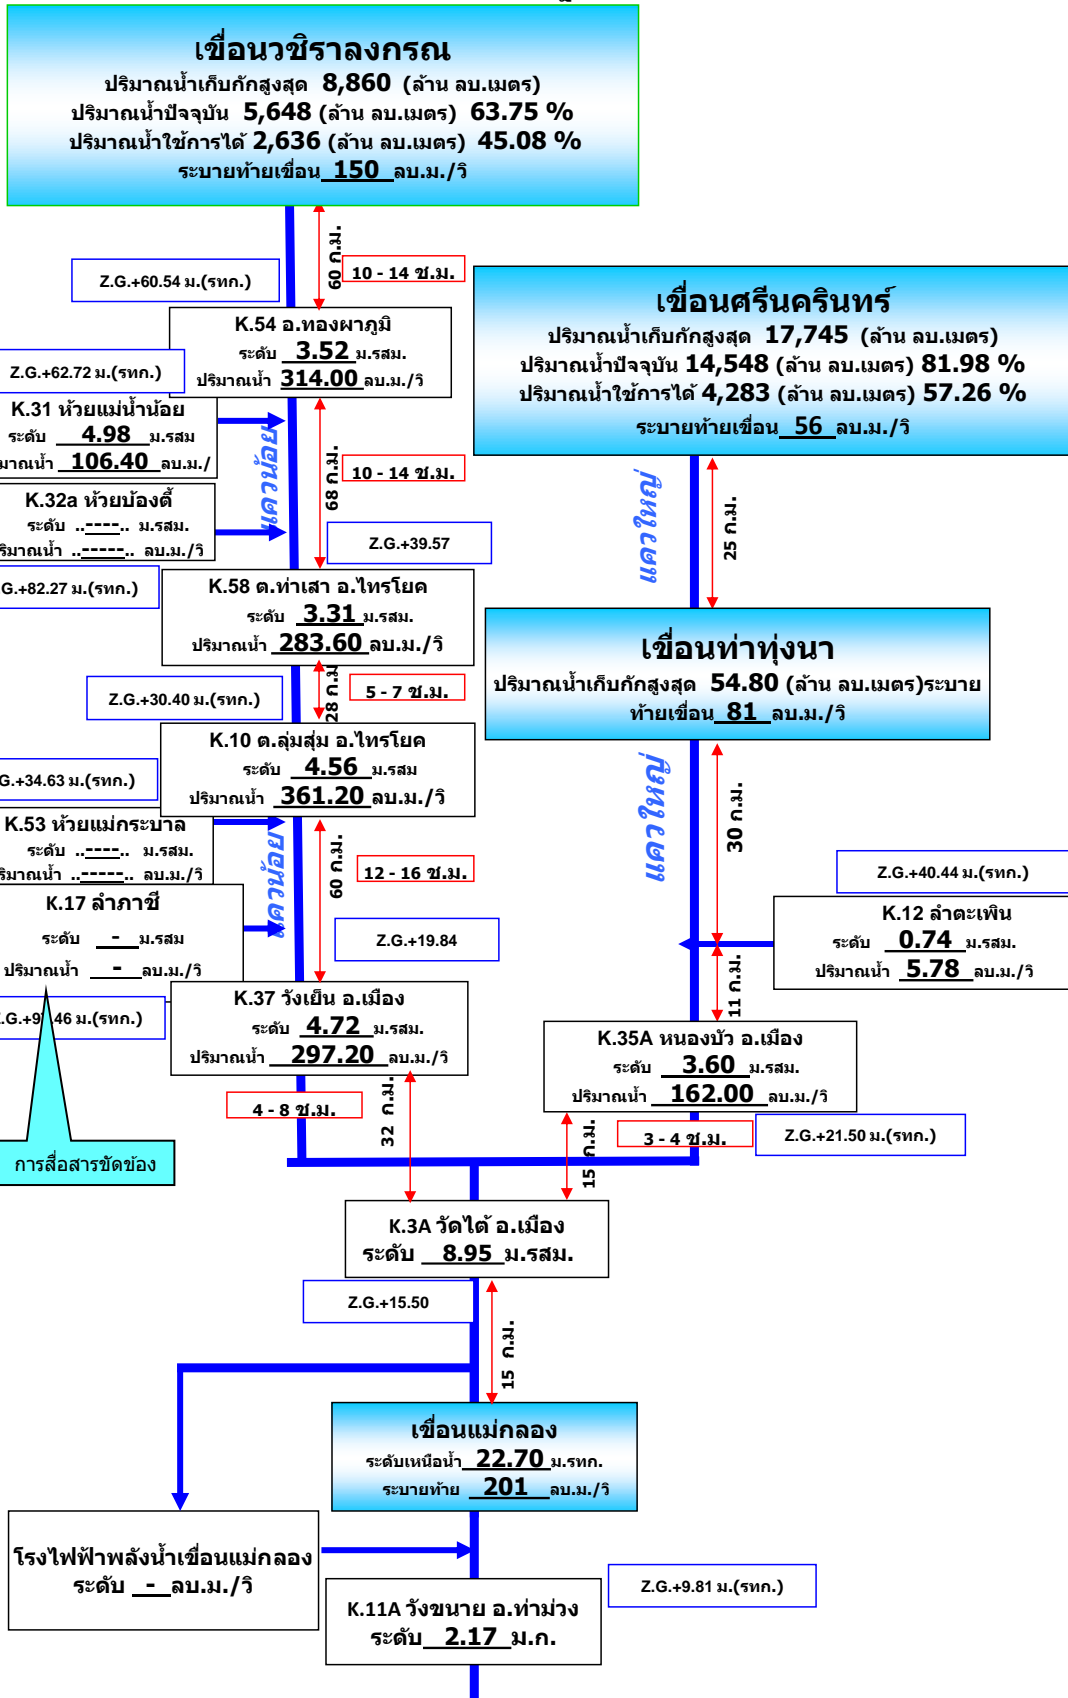 เขื่อนวชิราลงกรณ
ปริมาณน้ำเก็บกักสูงสุด 8,860 (ล้าน ลบ.เมตร)
ปริมาณน้ำปัจจุบัน 5,648 (ล้าน ลบ.เมตร) 63.75 %
ปริมาณน้ำใช้การได้ 2,636 (ล้าน ลบ.เมตร) 45.08 %
ระบายท้ายเขื่อน 150 ลบ.ม./วิ
60 ก.ม.
10 - 14 ช.ม.
Z.G.+60.54 ม.(รทก.)
เขื่อนศรีนครินทร์
ปริมาณน้ำเก็บกักสูงสุด 17,745 (ล้าน ลบ.เมตร)
ปริมาณน้ำปัจจุบัน 14,548 (ล้าน ลบ.เมตร) 81.98 %
ปริมาณน้ำใช้การได้ 4,283 (ล้าน ลบ.เมตร) 57.26 %
ระบายท้ายเขื่อน 56 ลบ.ม./วิ
K.54 อ.ทองผาภูมิ
ระดับ 3.52 ม.รสม.
ปริมาณน้ำ 314.00 ลบ.ม./วิ
Z.G.+62.72 ม.(รทก.)
K.31 ห้วยแม่น้ำน้อย
ระดับ 4.98 ม.รสม
มาณน้ำ 106.40 ลบ.ม./
แควน้อย
68 ก.ม.
10 - 14 ช.ม.
K.32a ห้วยบ้องตี้
ระดับ ..----.. ม.รสม.
ริมาณน้ำ ..-----.. ลบ.ม./วิ
Z.G.+39.57
แควใหญ่
25 ก.ม.
G.+82.27 ม.(รทก.)
K.58 ต.ท่าเสา อ.ไทรโยค
ระดับ 3.31 ม.รสม.
ปริมาณน้ำ 283.60 ลบ.ม./วิ
28 ก.ม
5 - 7 ช.ม.
Z.G.+30.40 ม.(รทก.)
เขื่อนท่าทุ่งนา
ปริมาณน้ำเก็บกักสูงสุด 54.80 (ล้าน ลบ.เมตร)ระบาย
ท้ายเขื่อน 81 ลบ.ม./วิ
K.10 ต.ลุ่มสุ่ม อ.ไทรโยค
ระดับ 4.56 ม.รสม
ปริมาณน้ำ 361.20 ลบ.ม./วิ
G.+34.63 ม.(รทก.)
K.53 ห้วยแม่กระบาล
ระดับ ..----.. ม.รสม.
ริมาณน้ำ ..-----.. ลบ.ม./วิ
แควน้อย
60 ก.ม.
12 - 16 ช.ม.
แควใหญ่
30 ก.ม.
Z.G.+40.44 ม.(รทก.)
K.17 ลำภาชี
ระดับ - ม.รสม
ปริมาณน้ำ - ลบ.ม./วิ
Z.G.+19.84
K.12 ลำตะเพิน
ระดับ 0.74 ม.รสม.
ปริมาณน้ำ 5.78 ลบ.ม./วิ
11 ก.ม.
.46 ม.(รทก.)
K.37 วังเย็น อ.เมือง
ระดับ 4.72 ม.รสม.
ปริมาณน้ำ 297.20 ลบ.ม./วิ
K.35A หนองบัว อ.เมือง
ระดับ 3.60 ม.รสม.
ปริมาณน้ำ 162.00 ลบ.ม./วิ
4 - 8 ช.ม.
32 ก.ม.
15 ก.ม.
3 - 4 ช.ม.
Z.G.+21.50 ม.(รทก.)
การสื่อสารขัดข้อง
K.3A วัดไต้ อ.เมือง
ระดับ 8.95 ม.รสม.
Z.G.+15.50
15 ก.ม.
เขื่อนแม่กลอง
ระดับเหนือน้ำ 22.70 ม.รทก.
ระบายท้าย 201 ลบ.ม./วิ
โรงไฟฟ้าพลังน้ำเขื่อนแม่กลอง
ระดับ - ลบ.ม./วิ
K.11A วังขนาย อ.ท่าม่วง
ระดับ 2.17 ม.ก.
Z.G.+9.81 ม.(รทก.)